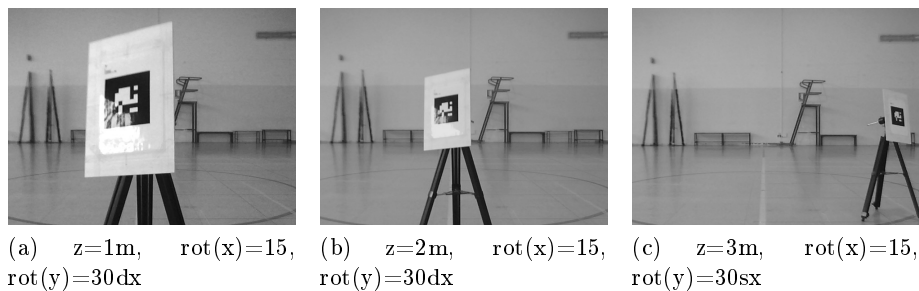 (a) z=1m, rot(x)=15,
rot(y)=30dx
(b) z=2m, rot(x)=15,
rot(y)=30dx
(c) z=3m, rot(x)=15,
rot(y)=30sx